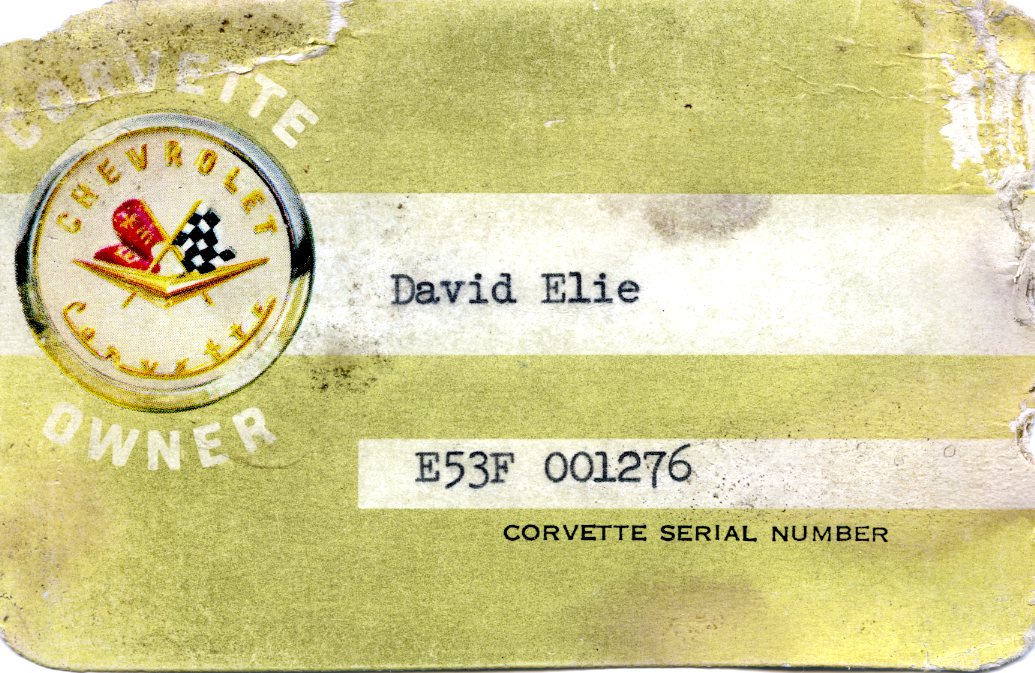 CORVETTE
CHEVROLET
Corvette
OWNER
David Elie
E53F 001276
CORVETTE SERIAL NUMBER